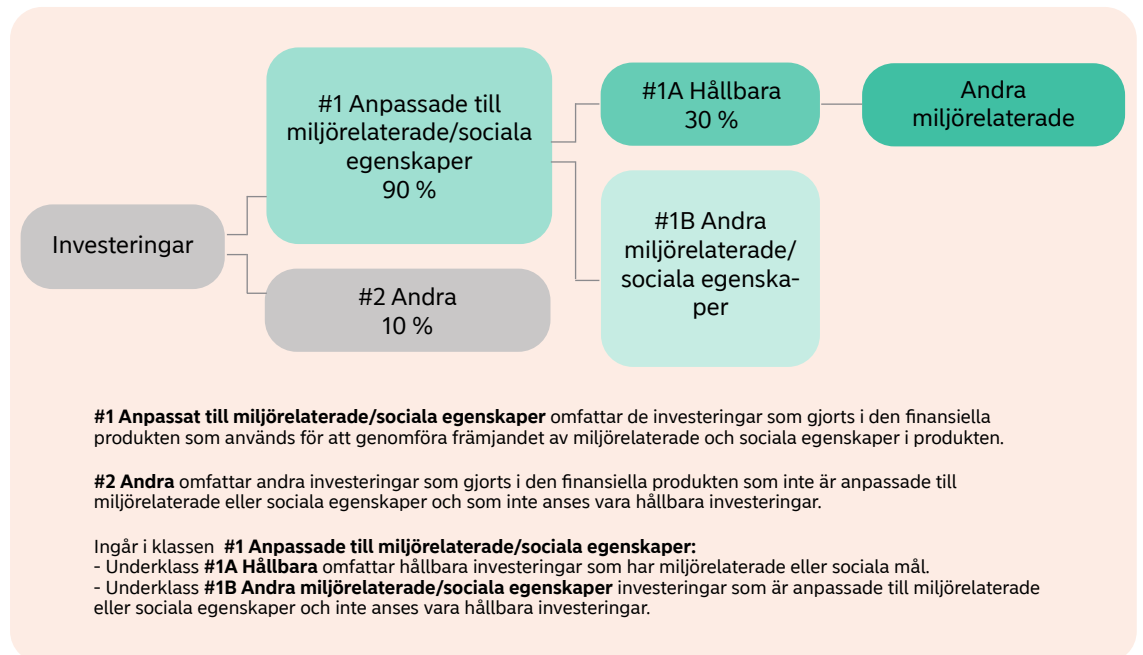 #1 Anpassade till
miljörelaterade/sociala
egenskaper
90 %
#1A Hållbara
30 %
Andra
miljörelaterade
Investeringar
#1B Andra
miljörelaterade/
sociala egenska-
per
#2 Andra
10 %
#1 Anpassat till miljörelaterade/sociala egenskaper omfattar de investeringar som gjorts i den finansiella
produkten som används för att genomföra främjandet av miljörelaterade och sociala egenskaper i produkten.
#2 Andra omfattar andra investeringar som gjorts i den finansiella produkten som inte är anpassade till
miljörelaterade eller sociala egenskaper och som inte anses vara hållbara investeringar.
Ingår i klassen #1 Anpassade till miljörelaterade/sociala egenskaper:
- Underklass #1A Hållbara omfattar hållbara investeringar som har miljörelaterade eller sociala mål.
- Underklass #1B Andra miljörelaterade/sociala egenskaper investeringar som är anpassade till miljörelaterade
eller sociala egenskaper och inte anses vara hållbara investeringar.